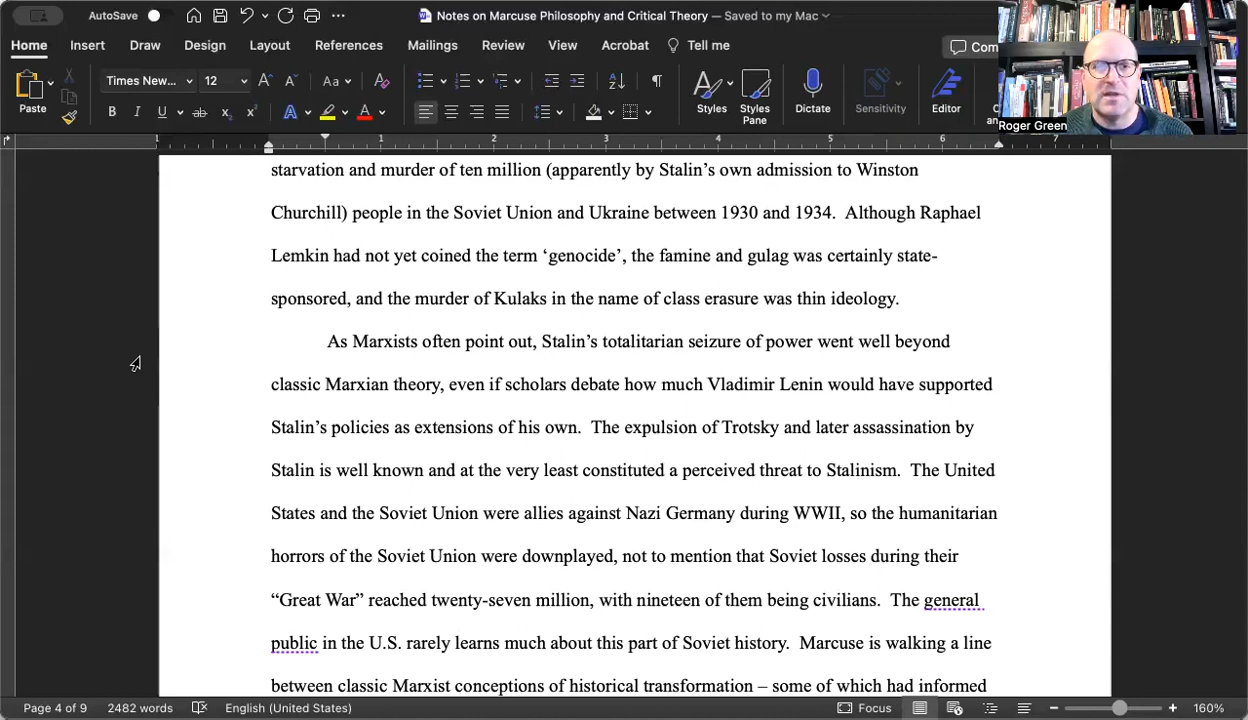 AutoSave
Notes on Marcuse Philosophy and Critical Theory — Saved to my Mac
Home Insert Draw Design Layout References Mailings Review View Acrobat Tell me
Paste
Times New... 12
Aa
B I U ab x₂ x²
A A
Styles
Styles Pane
Dictate
Sensitivity
Editor
Roger Green
1 1 2 3 4 5 6 7
starvation and murder of ten million (apparently by Stalin’s own admission to Winston
Churchill) people in the Soviet Union and Ukraine between 1930 and 1934.  Although Raphael
Lemkin had not yet coined the term ‘genocide’, the famine and gulag was certainly state-
sponsored, and the murder of Kulaks in the name of class erasure was thin ideology.
As Marxists often point out, Stalin’s totalitarian seizure of power went well beyond
classic Marxian theory, even if scholars debate how much Vladimir Lenin would have supported
Stalin’s policies as extensions of his own.  The expulsion of Trotsky and later assassination by
Stalin is well known and at the very least constituted a perceived threat to Stalinism.  The United
States and the Soviet Union were allies against Nazi Germany during WWII, so the humanitarian
horrors of the Soviet Union were downplayed, not to mention that Soviet losses during their
“Great War” reached twenty-seven million, with nineteen of them being civilians.  The general
public in the U.S. rarely learns much about this part of Soviet history.  Marcuse is walking a line
between classic Marxist conceptions of historical transformation – some of which had informed
Page 4 of 9 2482 words English (United States) Focus 160%